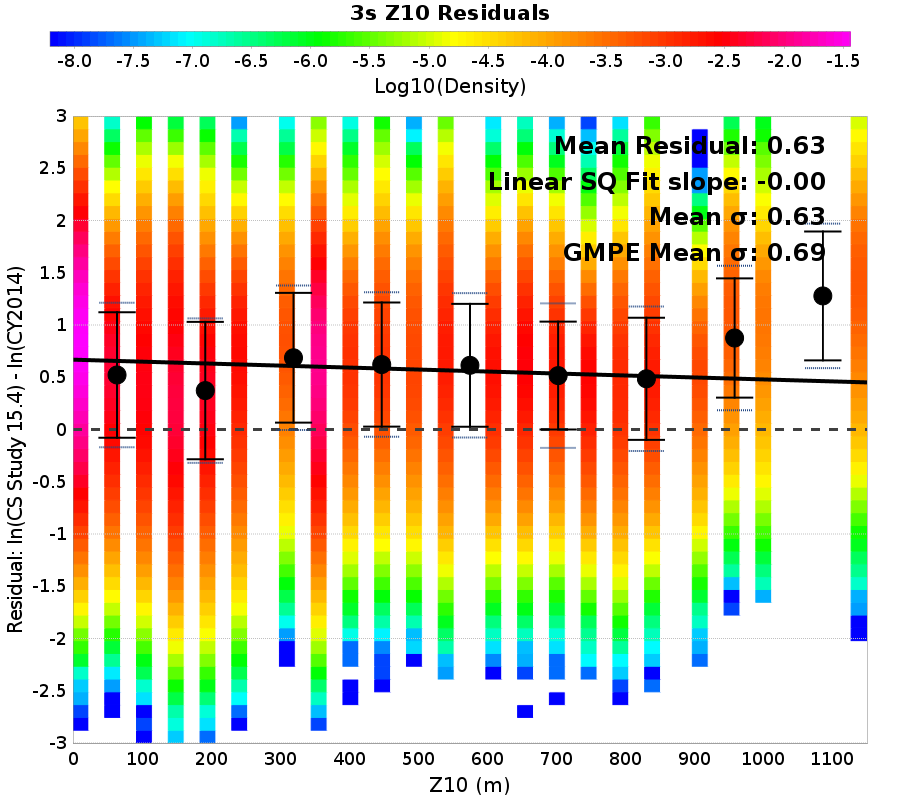 3s Z10 Residuals
-8.0 -7.5 -7.0 -6.5 -6.0 -5.5 -5.0 -4.5 -4.0 -3.5 -3.0 -2.5 -2.0 -1.5
Log10(Density)
Mean Residual: 0.63
Linear SQ Fit slope: -0.00
Mean σ: 0.63
GMPE Mean σ: 0.69
Residual: ln(CS Study 15.4) - ln(CY2014)
3
2.5
2
1.5
1
0.5
0
-0.5
-1
-1.5
-2
-2.5
-3
0 100 200 300 400 500 600 700 800 900 1000 1100
Z10 (m)